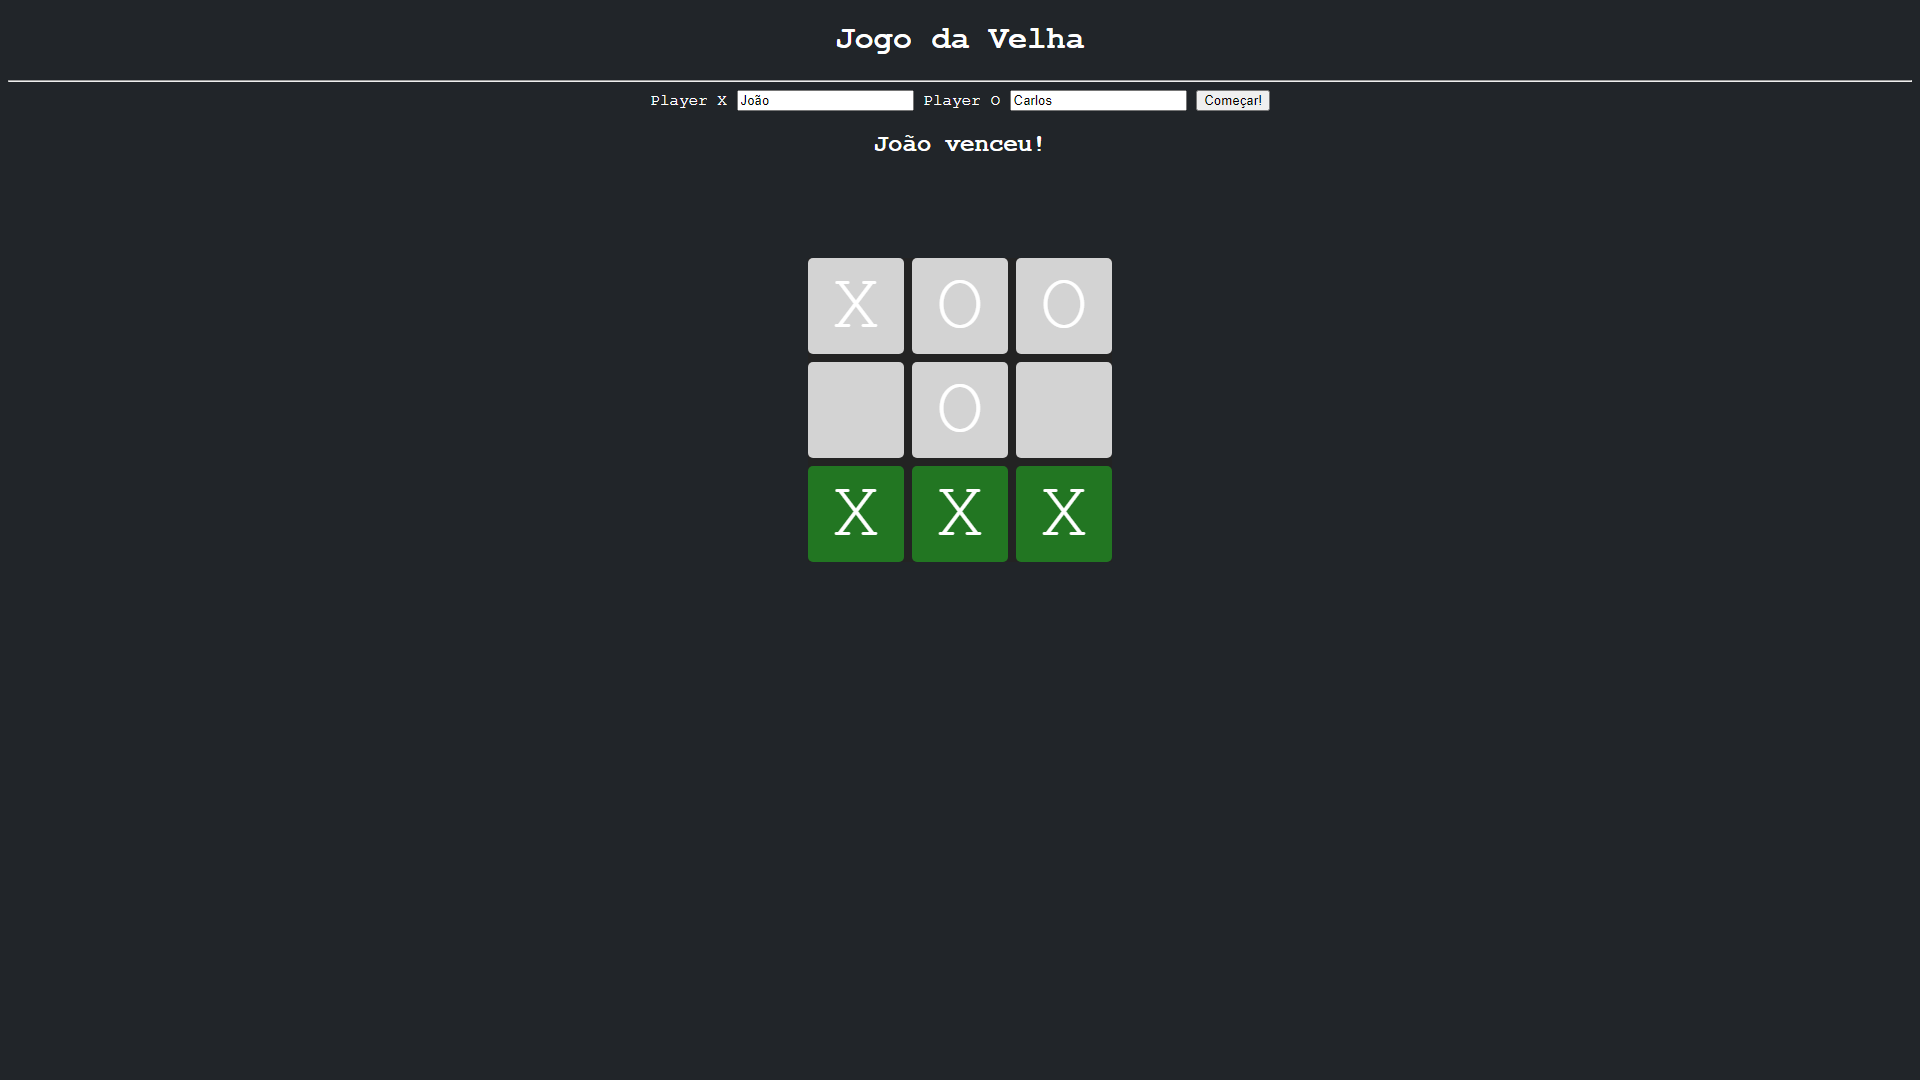 Jogo da Velha
Player X João Player O Carlos Começar!
João venceu!
X O O
O
X X X